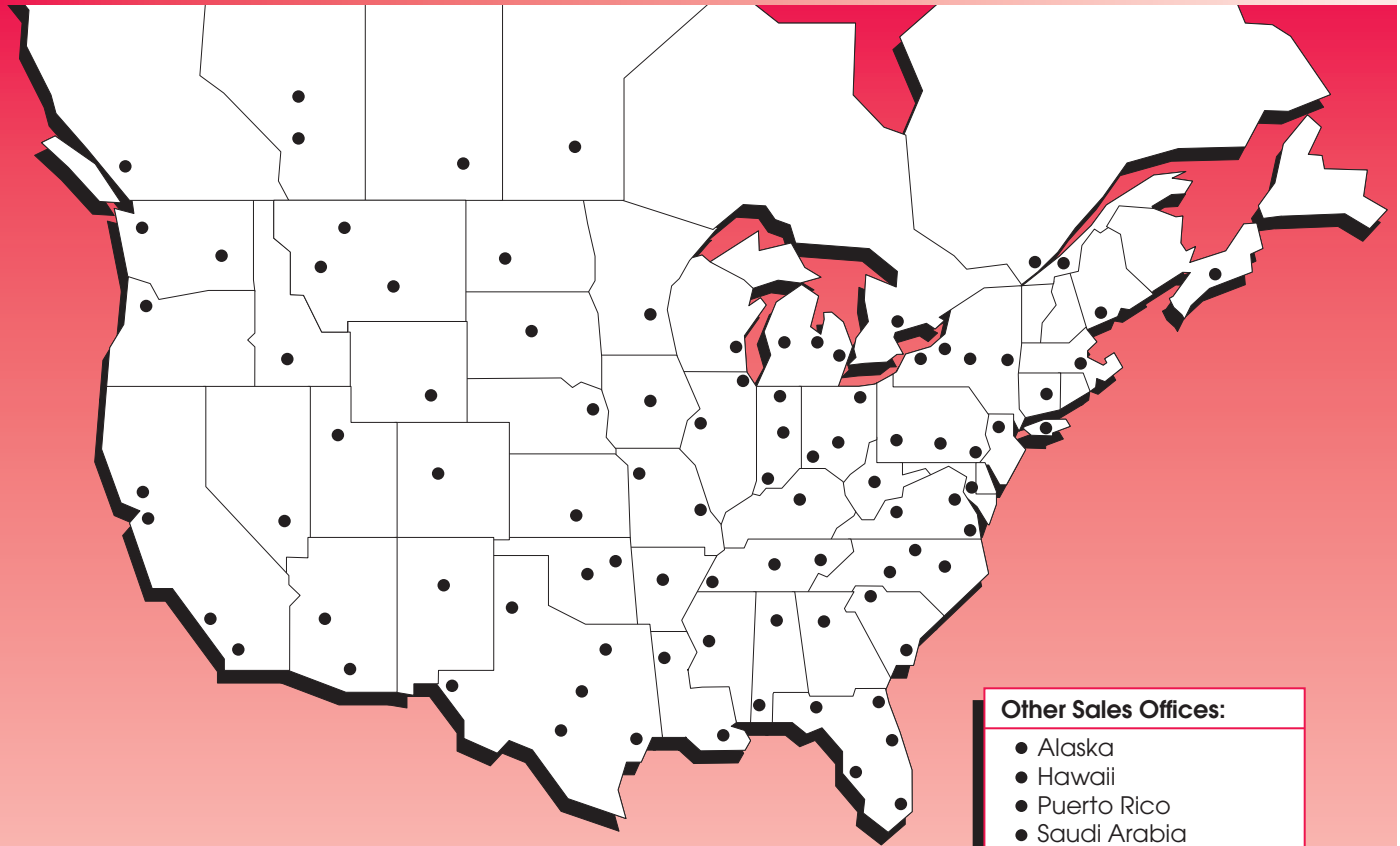 Other Sales Offices:
● Alaska
● Hawaii
● Puerto Rico
● Saudi Arabia